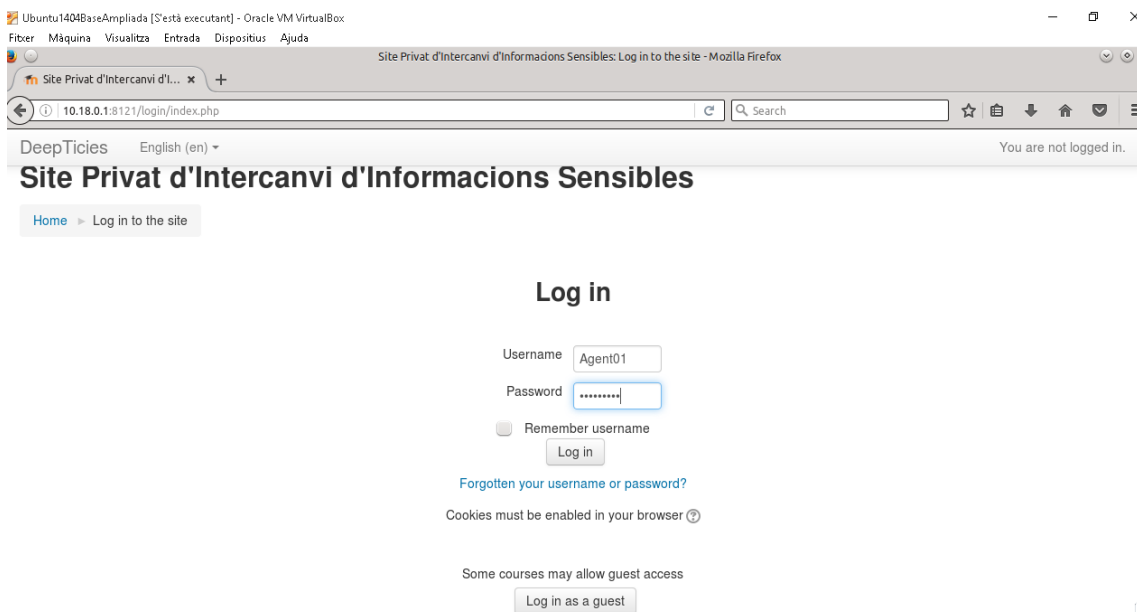 Ubuntu1404BaseAmpliada [S'està executant] - Oracle VM VirtualBox
Fitxer Màquina Visualitza Entrada Dispositius Ajuda
Site Privat d'Intercanvi d'Informacions Sensibles: Log in to the site - Mozilla Firefox
Site Privat d'Intercanvi d'I... × +
10.18.0.1:8121/login/index.php Search
DeepTicies English (en) You are not logged in.
Site Privat d'Intercanvi d'Informacions Sensibles
Home ► Log in to the site
Log in
Username Agent01
Password •••••••••
Remember username
Log in
Forgotten your username or password?
Cookies must be enabled in your browser ?
Some courses may allow guest access
Log in as a guest